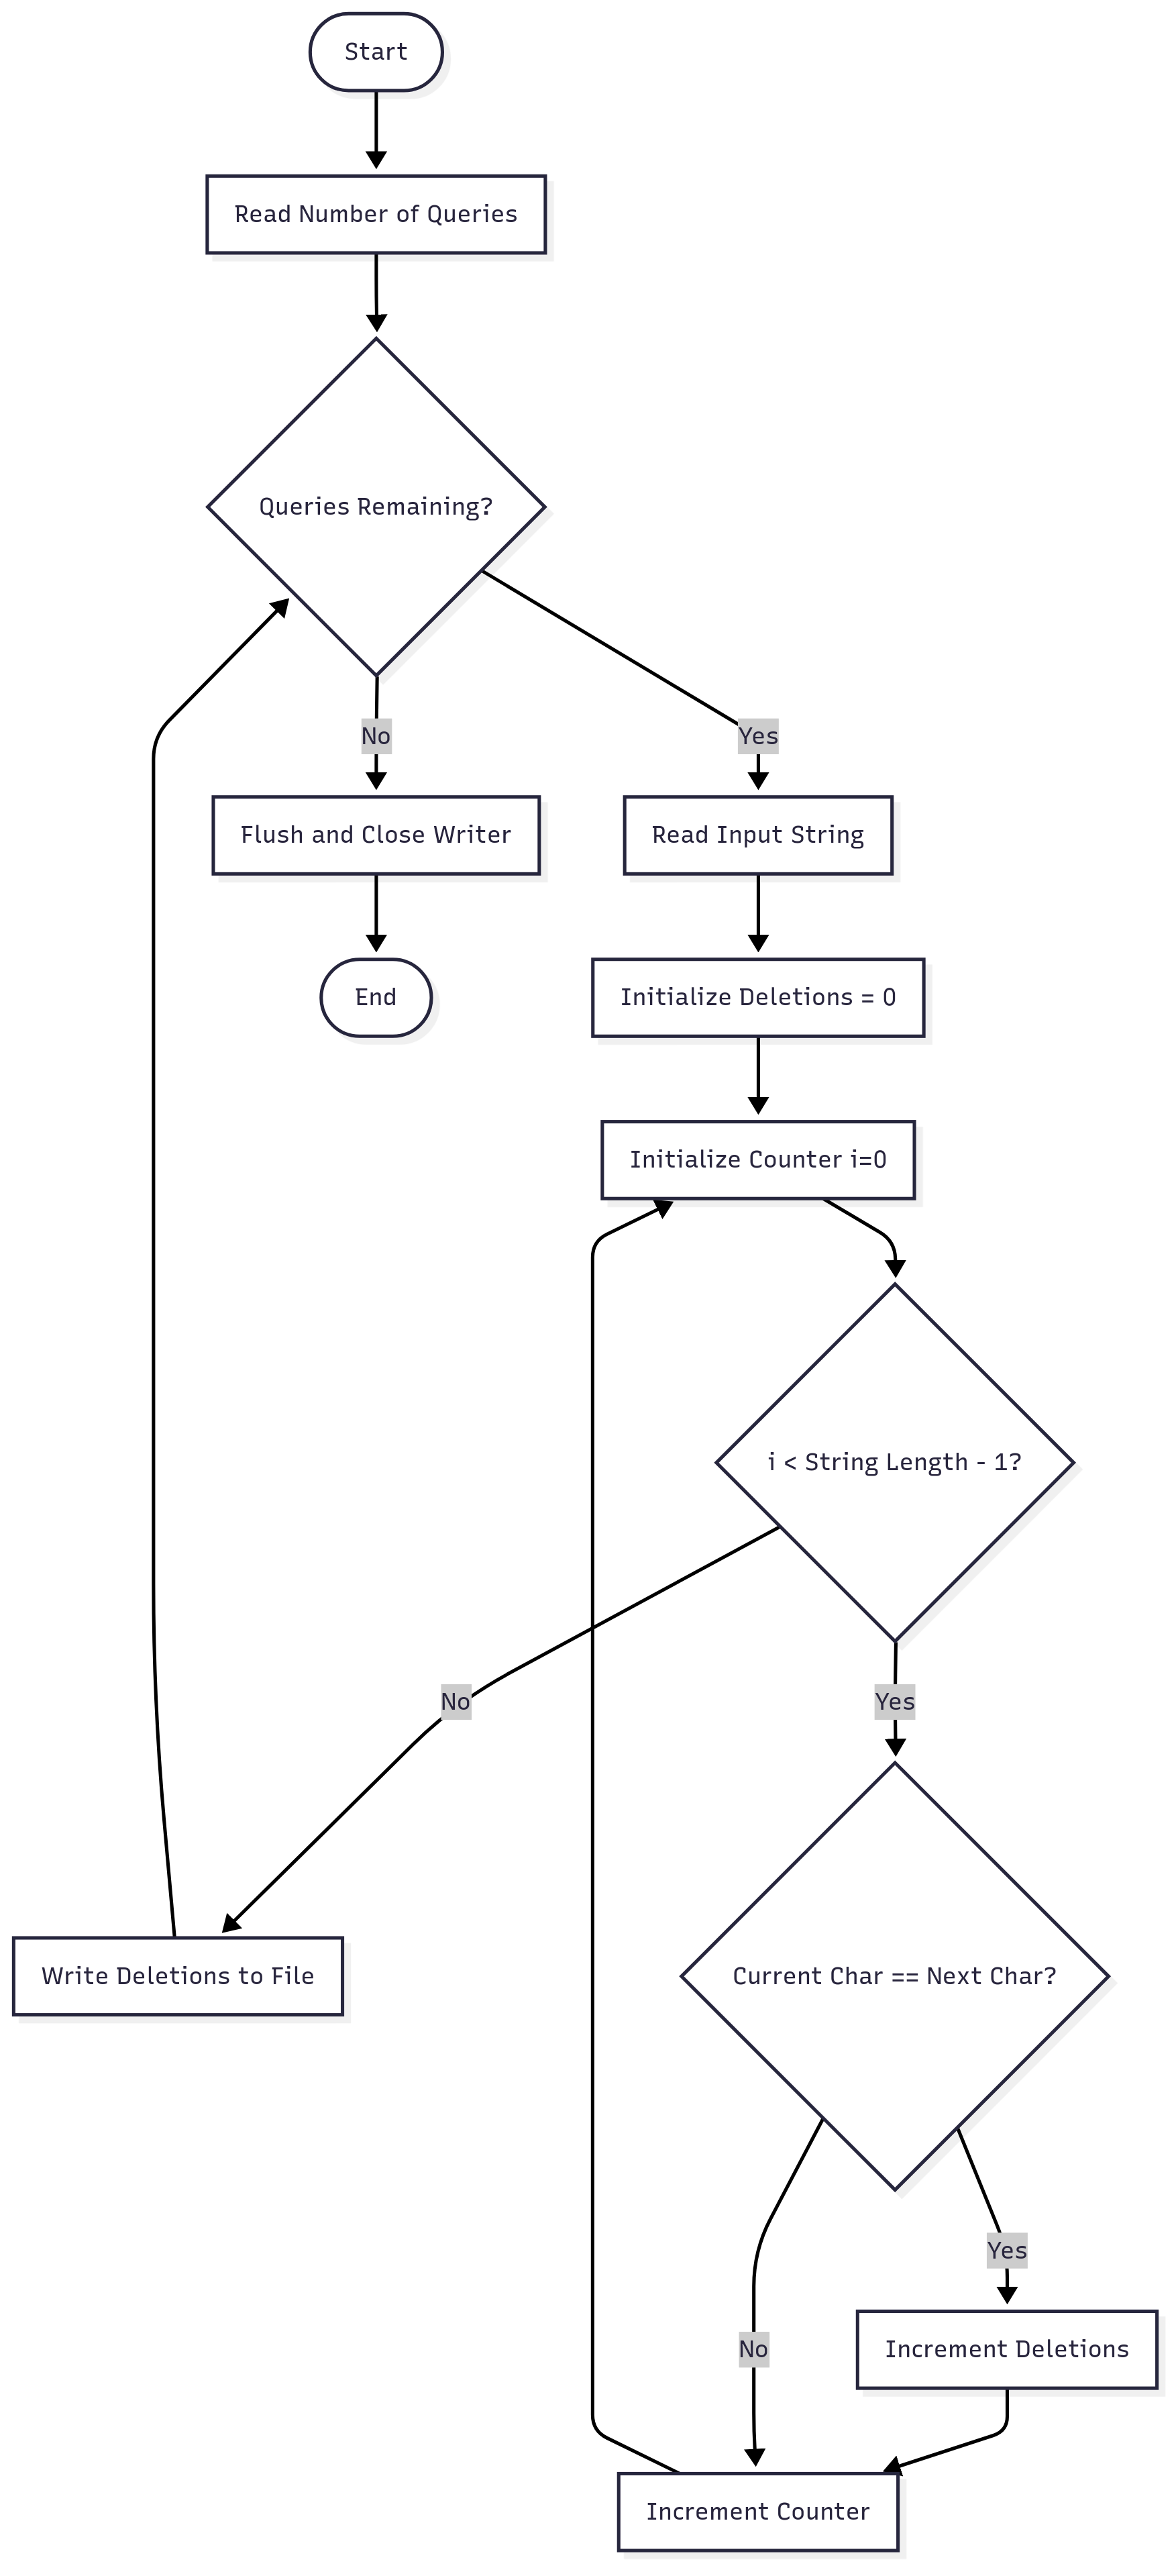 Start
Read Number of Queries
Queries Remaining?
No
Yes
Flush and Close Writer
Read Input String
End
Initialize Deletions = 0
Initialize Counter i=0
i < String Length - 1?
No
Yes
Write Deletions to File
Current Char == Next Char?
Yes
No
Increment Deletions
Increment Counter